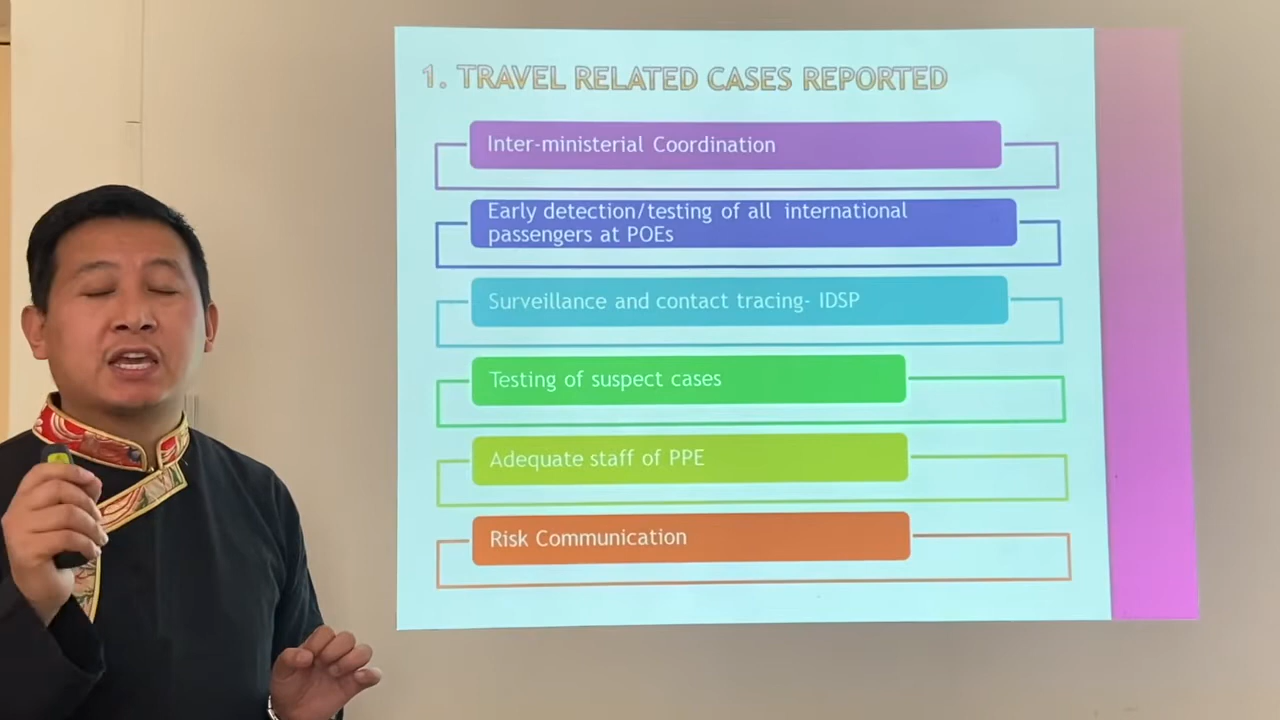 1. TRAVEL RELATED CASES REPORTED
Inter-ministerial Coordination
Early detection/testing of all international
passengers at POEs
Surveillance and contact tracing- IDSP
Testing of suspect cases
Adequate staff of PPE
Risk Communication